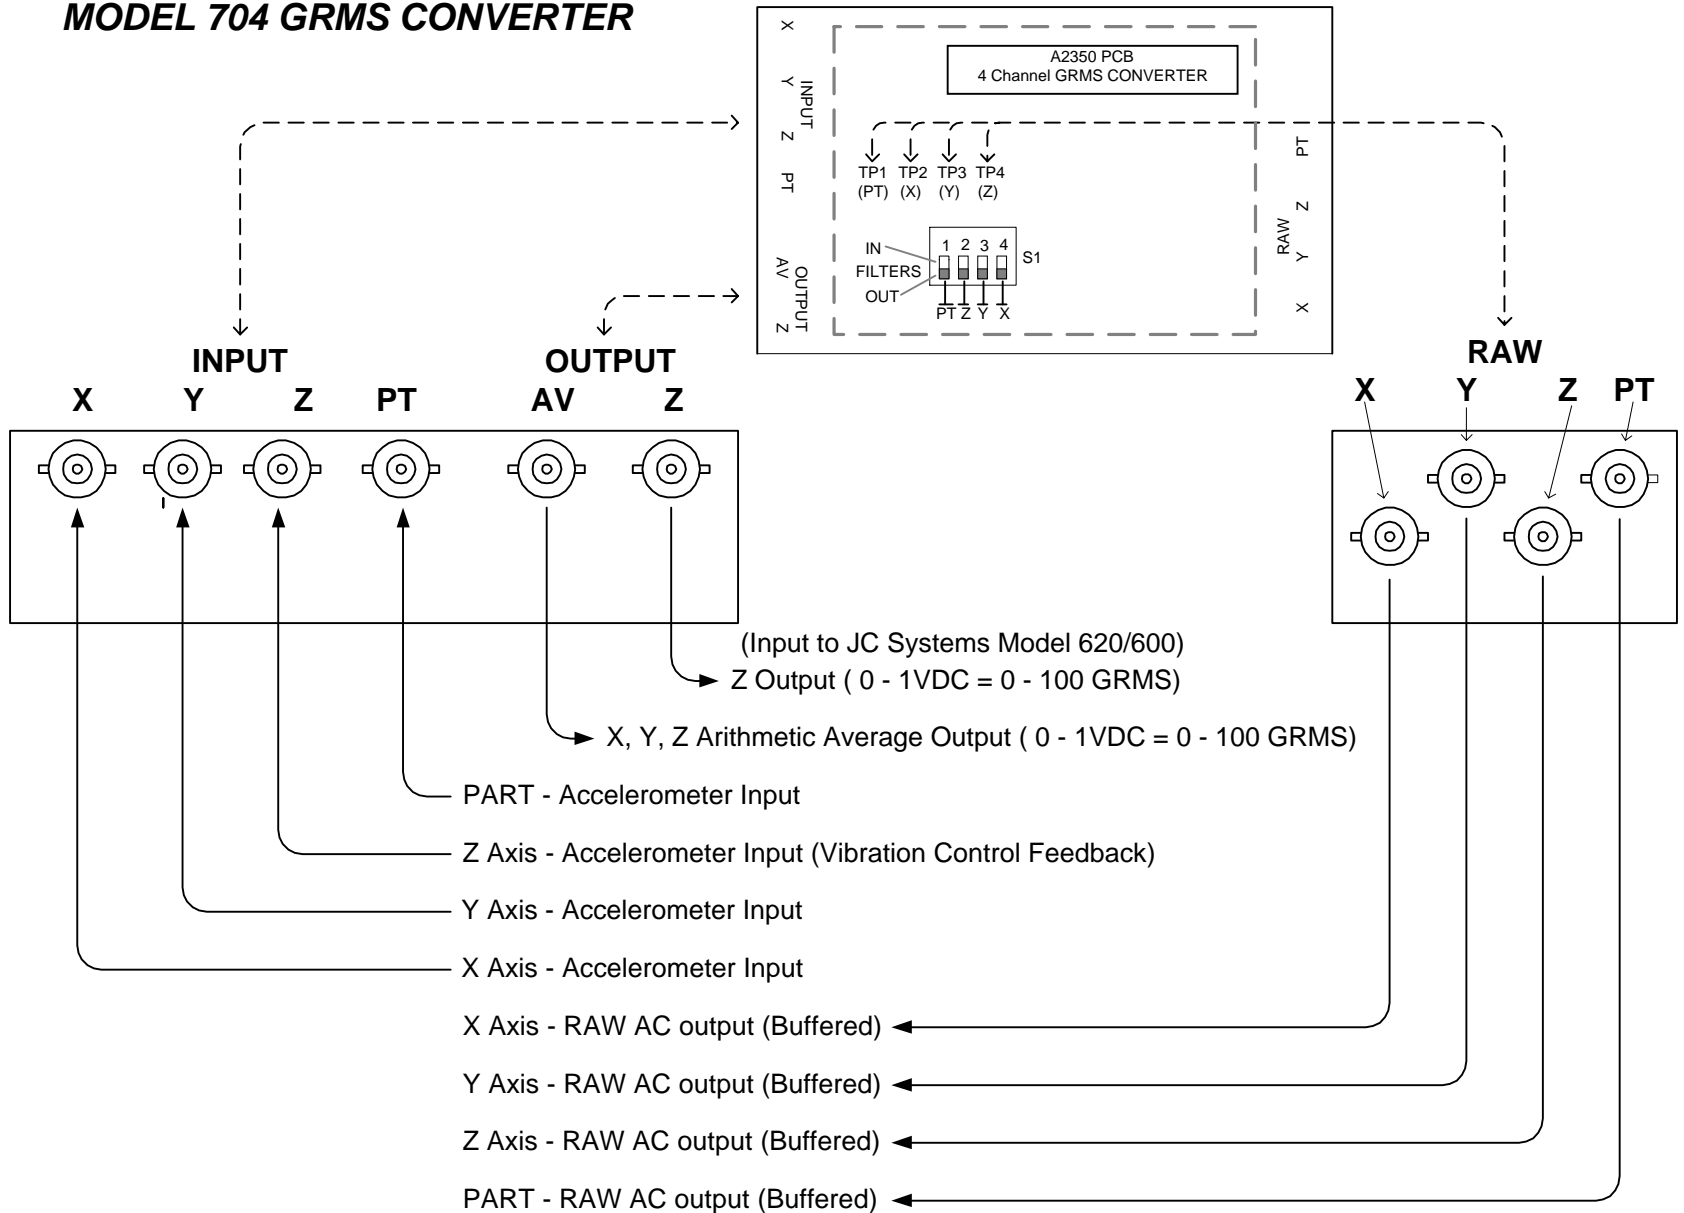 MODEL 704 GRMS CONVERTER
A2350 PCB
4 Channel GRMS CONVERTER
X
Y
Z
PT
INPUT
AV
Z
OUTPUT
TP1 TP2 TP3 TP4
(PT) (X) (Y) (Z)
IN
FILTERS
OUT
1 2 3 4
S1
PT Z Y X
PT
Z
Y
X
RAW
INPUT
X Y Z PT
OUTPUT
AV Z
RAW
X Y Z PT
(Input to JC Systems Model 620/600)
Z Output ( 0 - 1VDC = 0 - 100 GRMS)
X, Y, Z Arithmetic Average Output ( 0 - 1VDC = 0 - 100 GRMS)
PART - Accelerometer Input
Z Axis - Accelerometer Input (Vibration Control Feedback)
Y Axis - Accelerometer Input
X Axis - Accelerometer Input
X Axis - RAW AC output (Buffered)
Y Axis - RAW AC output (Buffered)
Z Axis - RAW AC output (Buffered)
PART - RAW AC output (Buffered)